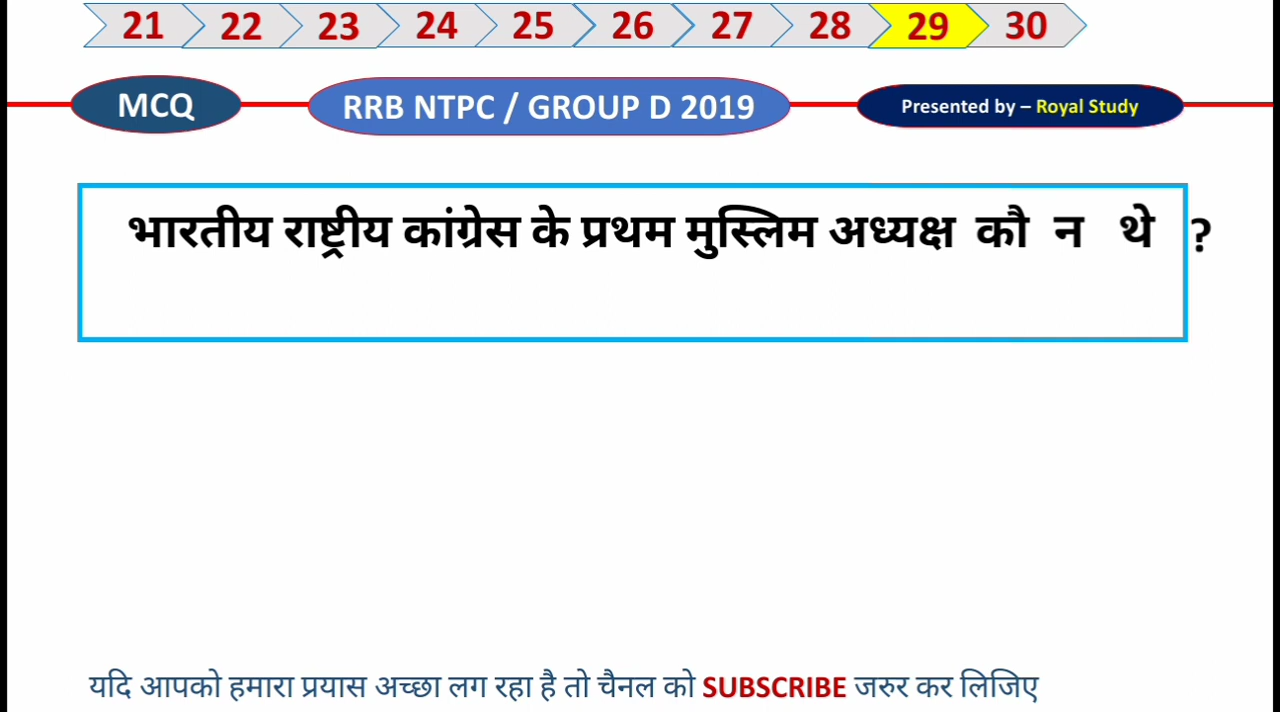 21 22 23 24 25 26 27 28 29 30
MCQ RRB NTPC / GROUP D 2019 Presented by – Royal Study
भारतीय राष्ट्रीय कांग्रेस के प्रथम मुस्लिम अध्यक्ष कौ न थे ?
यदि आपको हमारा प्रयास अच्छा लग रहा है तो चैनल को SUBSCRIBE जरुर कर लिजिए